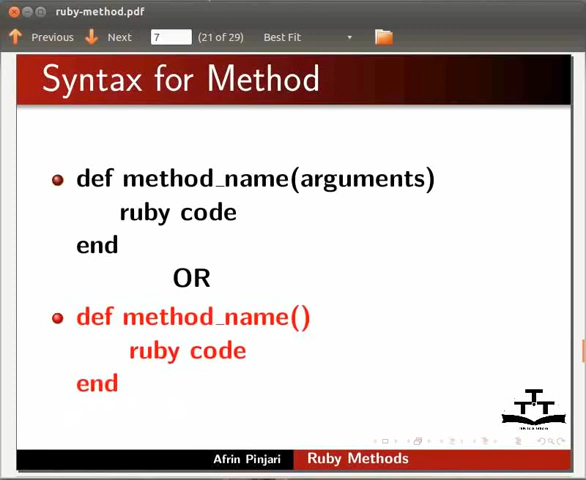 ruby-method.pdf
Previous Next 7 (21 of 29) Best Fit
Syntax for Method
def method_name(arguments)
ruby code
end
OR
def method_name()
ruby code
end
Afrin Pinjari Ruby Methods